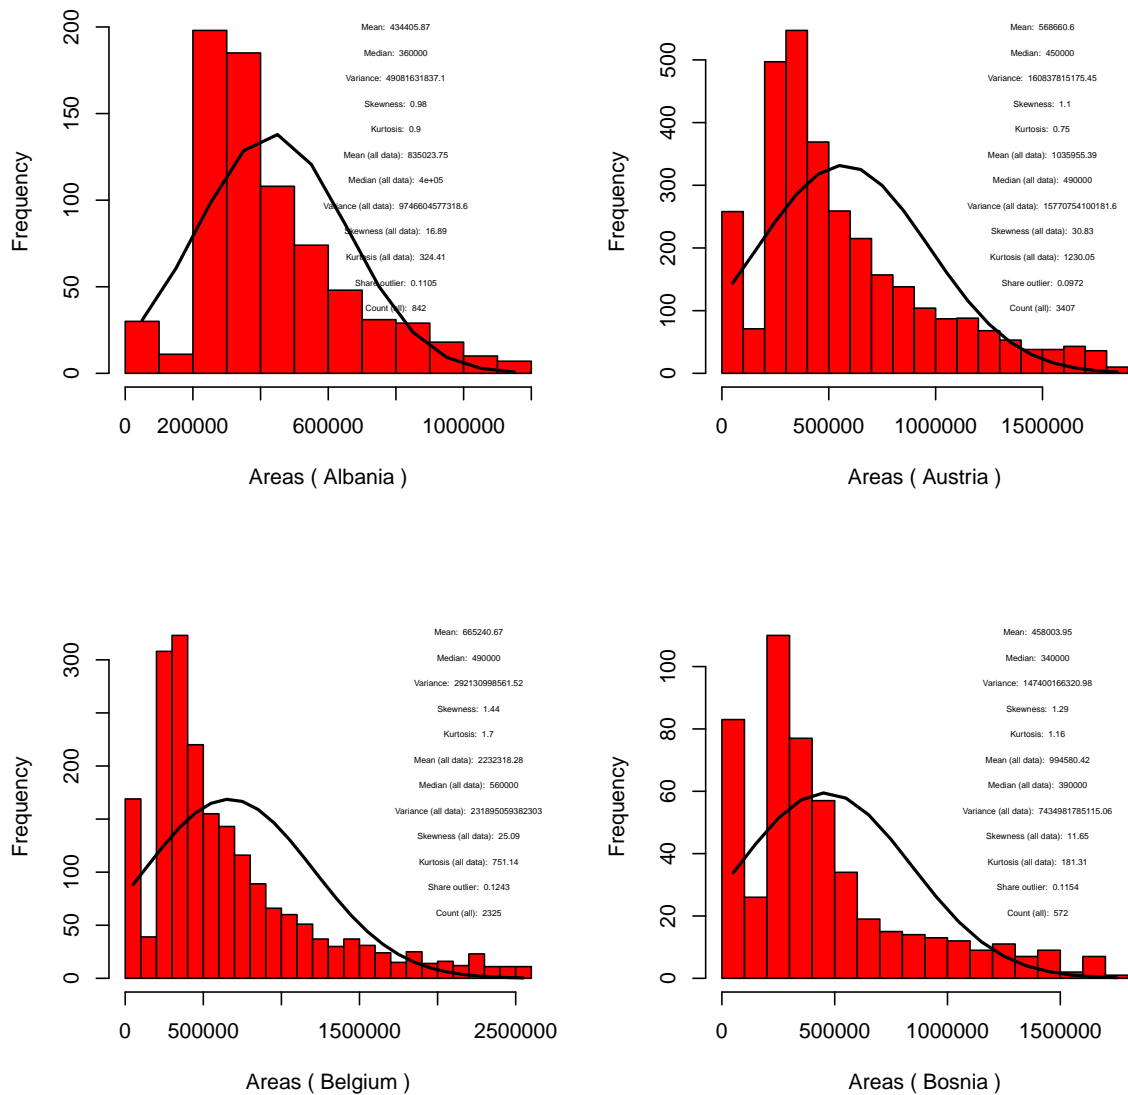 Frequency
200
150
100
50
0
Mean: 434405.87
Median: 360000
Variance: 49081631837.1
Skewness: 0.98
Kurtosis: 0.9
Mean (all data): 835023.75
Median (all data): 4e+05
Variance (all data): 9746604577318.6
Skewness (all data): 16.89
Kurtosis (all data): 324.41
Share outlier: 0.1105
Count (all): 842
0 200000 600000 1000000
Areas ( Albania )
Frequency
500
400
300
200
100
0
Mean: 568660.6
Median: 450000
Variance: 160837815175.45
Skewness: 1.1
Kurtosis: 0.75
Mean (all data): 1035955.39
Median (all data): 490000
Variance (all data): 15770754100181.6
Skewness (all data): 30.83
Kurtosis (all data): 1230.05
Share outlier: 0.0972
Count (all): 3407
0 500000 1000000 1500000
Areas ( Austria )
Frequency
300
200
100
50
0
Mean: 665240.67
Median: 490000
Variance: 292130998561.52
Skewness: 1.44
Kurtosis: 1.7
Mean (all data): 2232318.28
Median (all data): 560000
Variance (all data): 231895059382303
Skewness (all data): 25.09
Kurtosis (all data): 751.14
Share outlier: 0.1243
Count (all): 2325
0 500000 1500000 2500000
Areas ( Belgium )
Frequency
100
80
60
40
20
0
Mean: 458003.95
Median: 340000
Variance: 147400166320.98
Skewness: 1.29
Kurtosis: 1.16
Mean (all data): 994580.42
Median (all data): 390000
Variance (all data): 7434981785115.06
Skewness (all data): 11.65
Kurtosis (all data): 181.31
Share outlier: 0.1154
Count (all): 572
0 500000 1000000 1500000
Areas ( Bosnia )